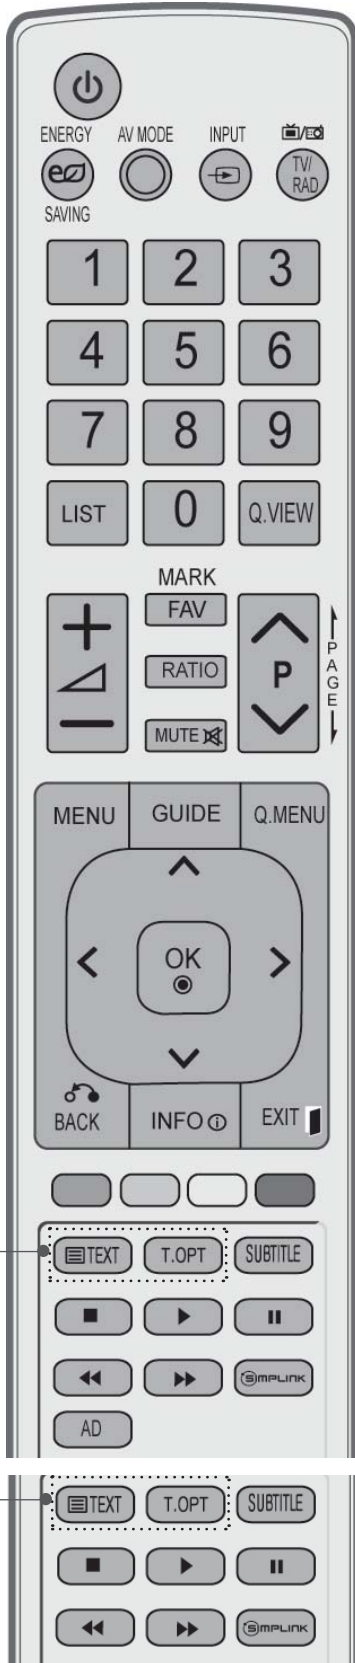 ENERGY AV MODE INPUT
TV/
RAD
SAVING
1 2 3
4 5 6
7 8 9
LIST 0 Q.VIEW
MARK
FAV
RATIO
P
PAGE
MUTE
MENU GUIDE Q.MENU
OK
BACK INFO EXIT
TEXT T.OPT SUBTITLE
SIMPLINK
AD
TEXT T.OPT SUBTITLE
SIMPLINK